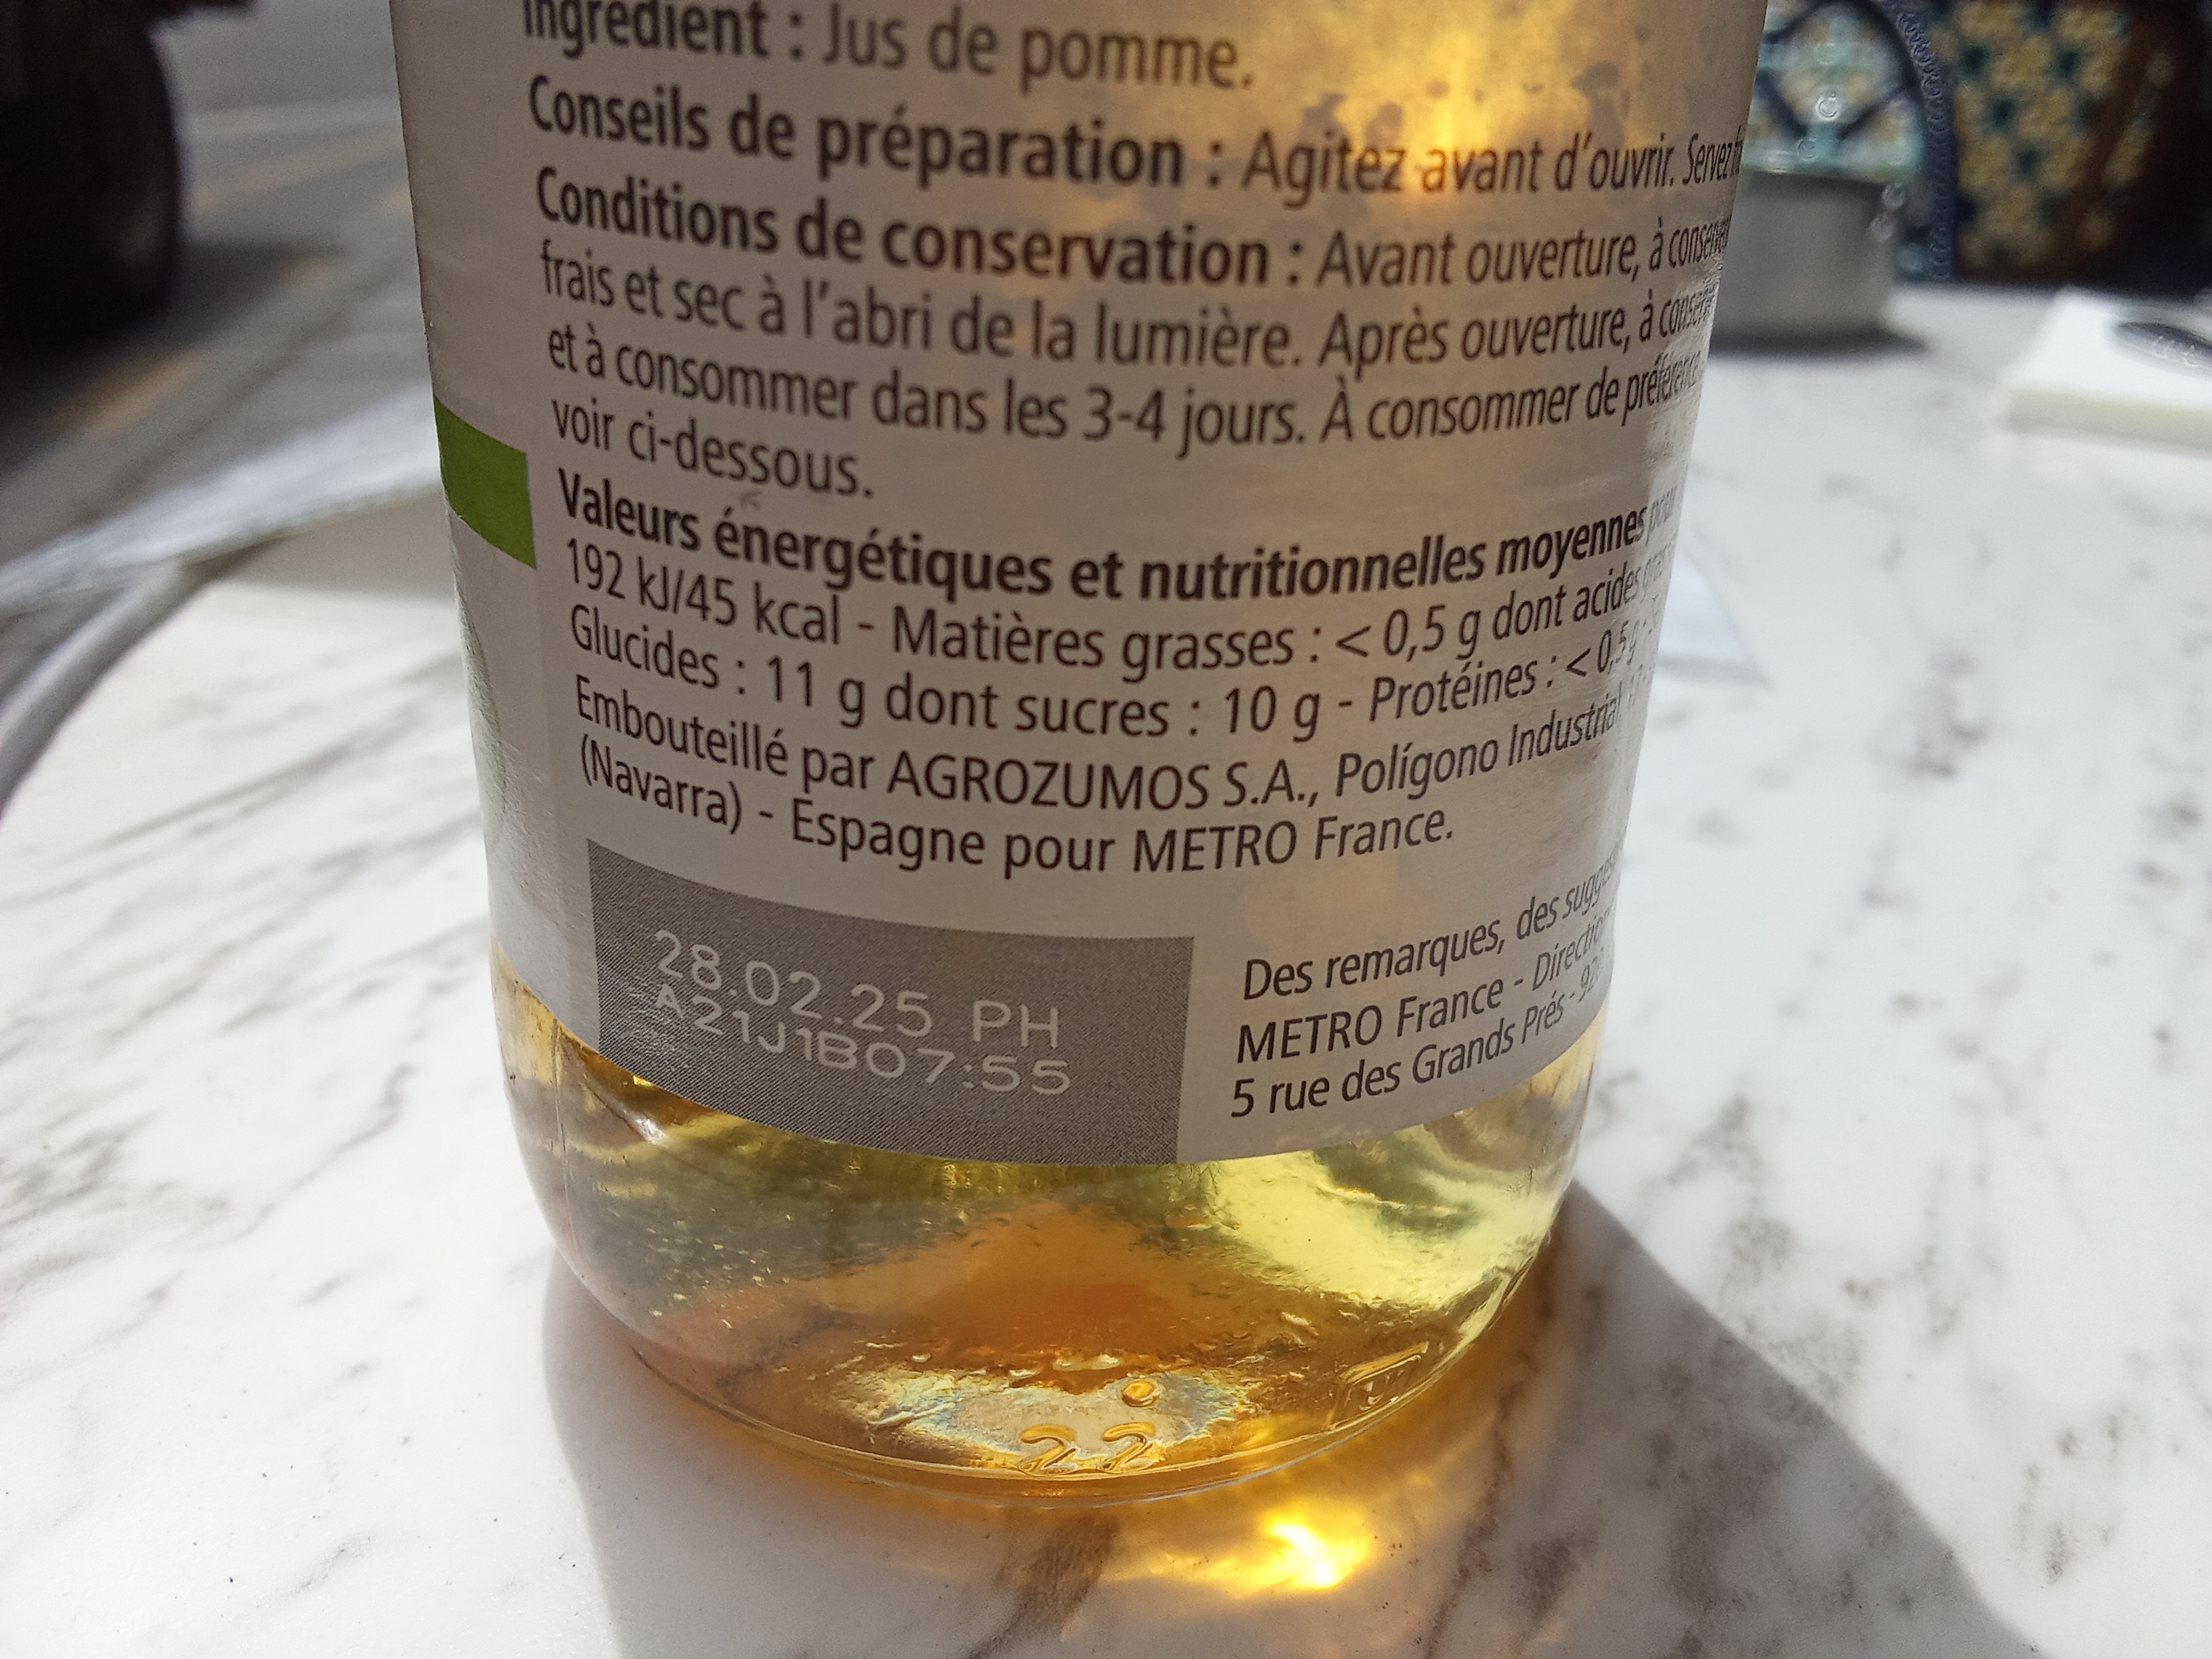 Ingrédient : Jus de pomme.
Conseils de préparation : Agitez avant d'ouvrir. Servez
Conditions de conservation : Avant ouverture, à
frais et sec à l'abri de la lumière. Après ouverture, à
et à consommer dans les 3-4 jours. À consommer de préférence
voir ci-dessous.
Valeurs énergétiques et nutritionnelles moyennes pour
192 kJ/45 kcal - Matières grasses : < 0,5 g dont acides
Glucides : 11 g dont sucres : 10 g - Protéines : < 0,5 g
Embouteillé par AGROZUMOS S.A., Polígono Industrial
(Navarra) - Espagne pour METRO France.
28.02.25 PH
A21J1B07:55
Des remarques, des
METRO France - Direction
5 rue des Grands Prés -
22